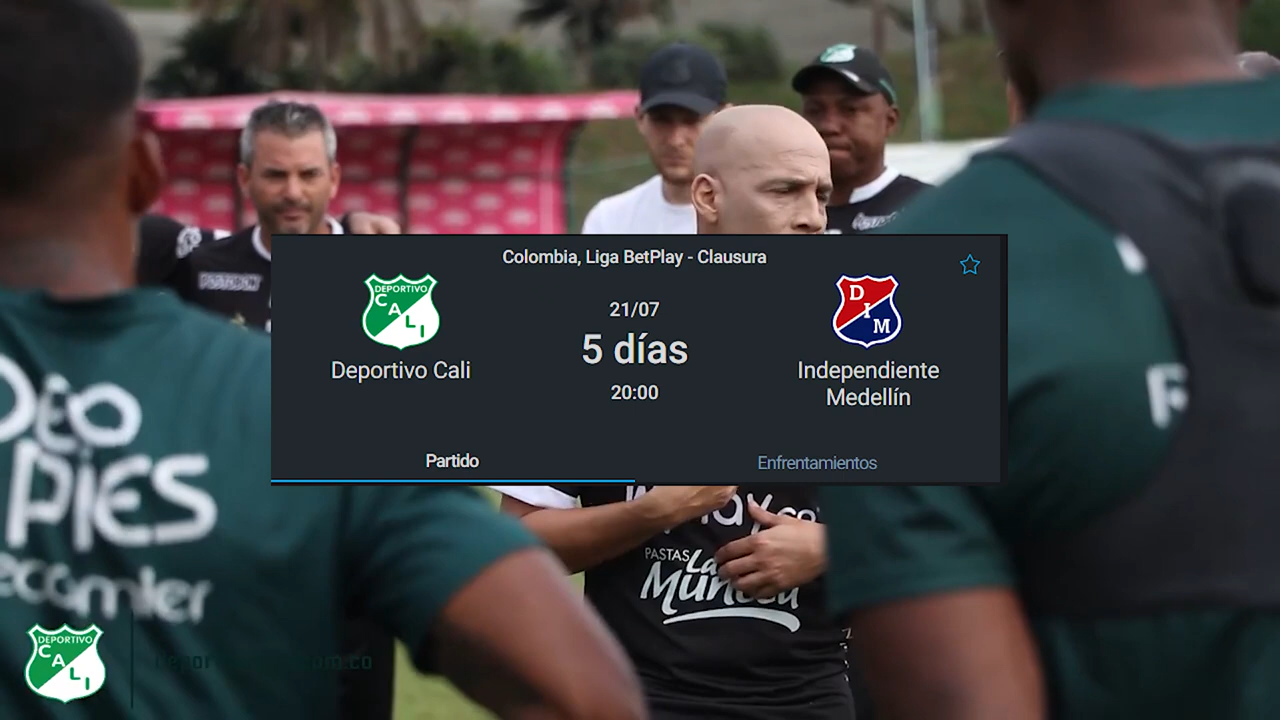 Colombia, Liga BetPlay - Clausura
DEPORTIVO
CALI
21/07
DIM
5 días
Deportivo Cali
20:00
Independiente
Medellín
Partido
Enfrentamientos
PIES
PASTAS
La
Muñeca
DEPORTIVO
CALI